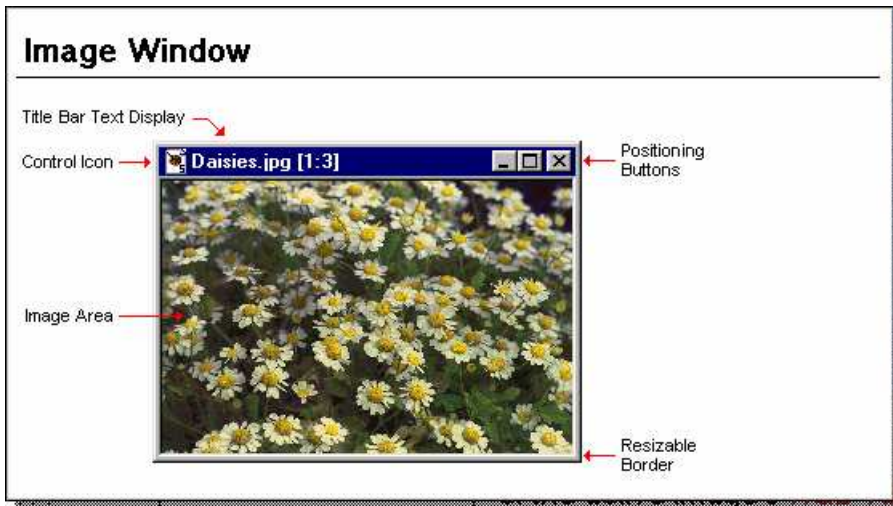 Image Window
Title Bar Text Display
Control Icon
Daisies.jpg [1:3]
Positioning
Buttons
Image Area
Resizable
Border